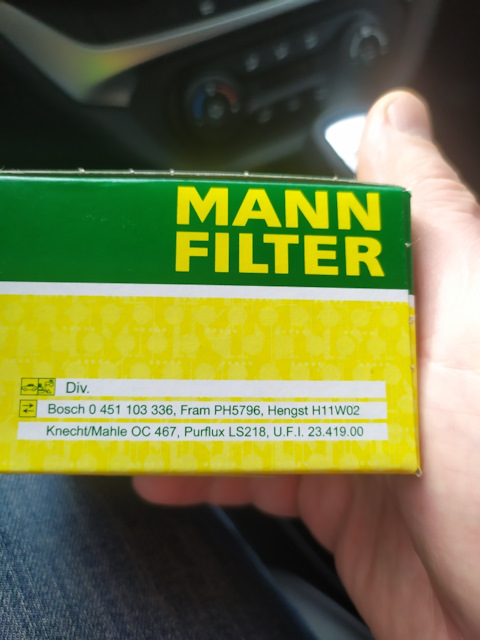 MANN
FILTER
Div.
Bosch 0 451 103 336, Fram PH5796, Hengst H11W02
Knecht/Mahle OC 467, Purflux LS218, U.F.I. 23.419.00